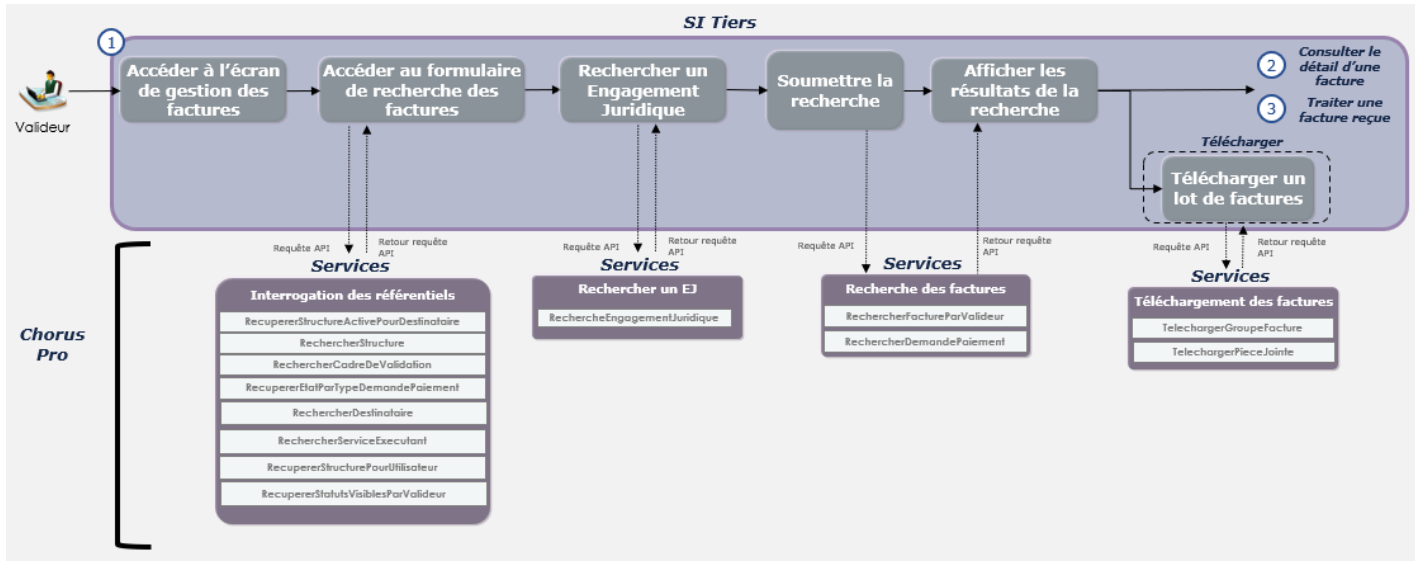 SI Tiers
1
Valideur
Accéder à l'écran
de gestion des
factures
Accéder au formulaire
de recherche des
factures
Rechercher un
Engagement
Juridique
Soumettre la
recherche
Afficher les
résultats de la
recherche
2
Consulter le
détail d'une
facture
3
Traiter une
facture reçue
Télécharger
Télécharger un
lot de factures
Requête API
Retour requête
API
Requête API
Retour requête
API
Requête API
Retour requête
API
Requête API
Retour requête
API
Chorus
Pro
Services
Interrogation des référentiels
RecupererStructureActivePourDestinataire
RechercherStructure
RechercherCadreDeValidation
RecupererEtatParTypeDemandePaiement
RechercherDestinataire
RechercherServiceExecutant
RecupererStructurePourUtilisateur
RecupererStatutsVisiblesParValideur
Services
Rechercher un EJ
RechercheEngagementJuridique
Services
Recherche des factures
RechercherFactureParValideur
RechercherDemandePaiement
Services
Téléchargement des factures
TelechargerGroupeFacture
TelechargerPieceJointe